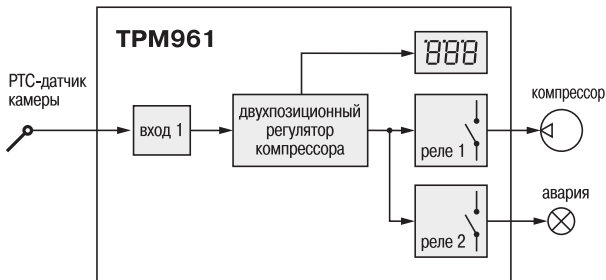 ТРМ961
888
РТС-датчик
камеры
вход 1
двухпозиционный
регулятор
компрессора
реле 1
компрессор
реле 2
авария